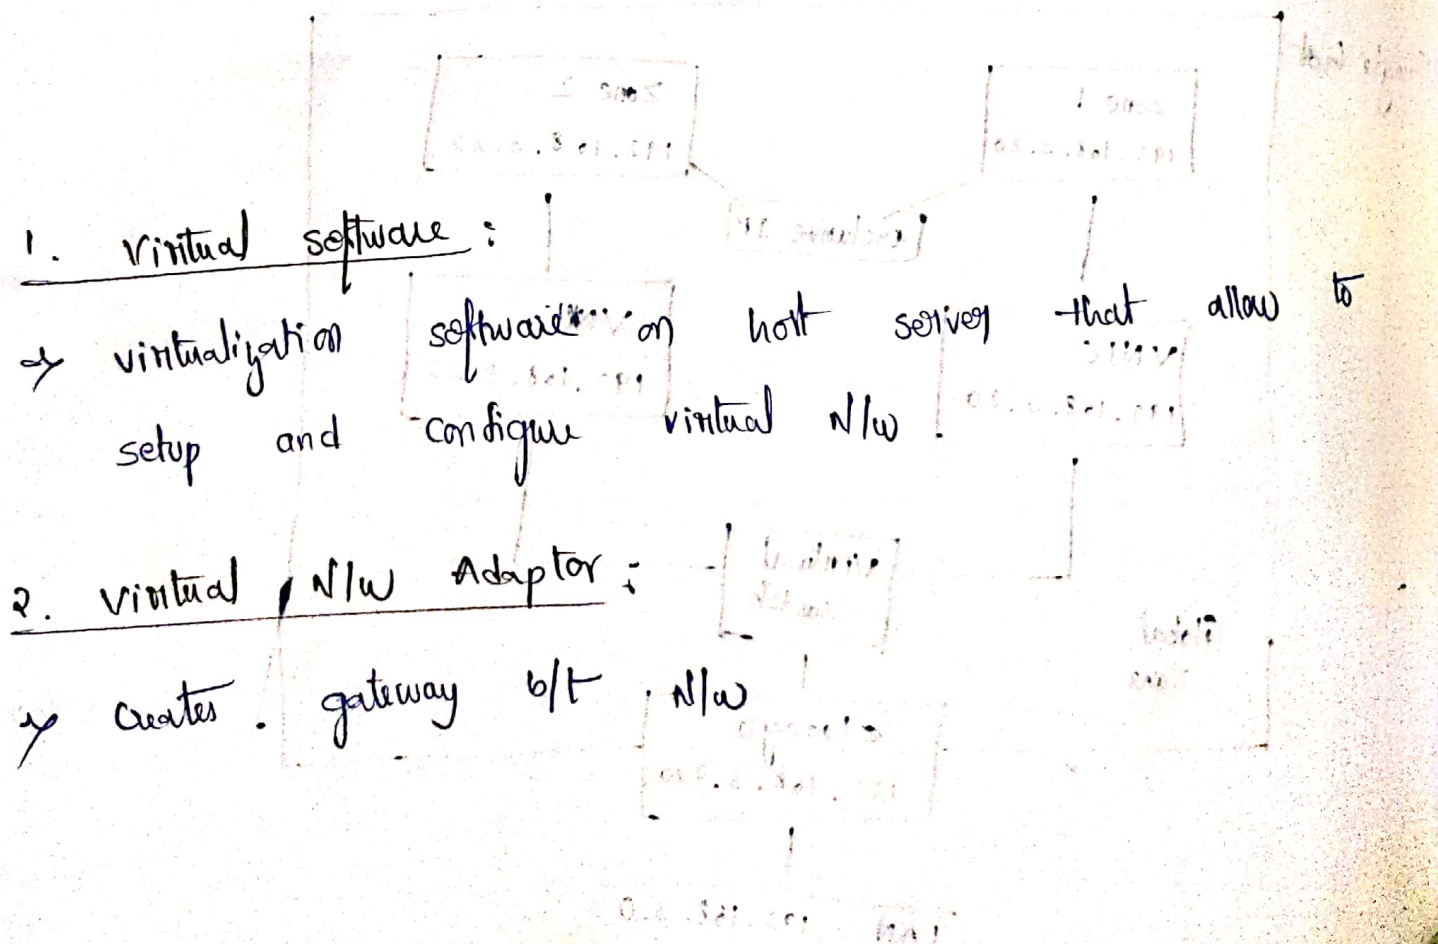 1. Virtual software :
→ virtualization software on host server that allow to
setup and configure virtual N/w .
2. Virtual N/W Adaptor :
→ creates gateway b/t N/w